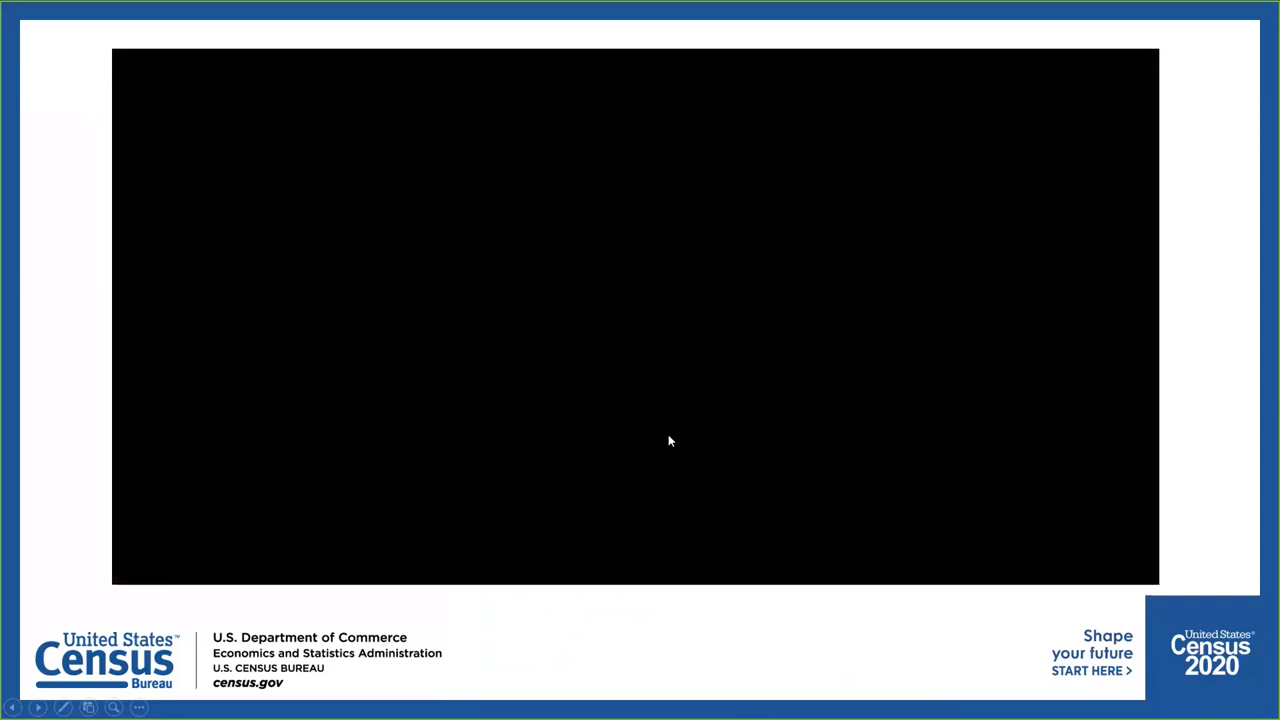 United States™
Census
Bureau
U.S. Department of Commerce
Economics and Statistics Administration
U.S. CENSUS BUREAU
census.gov
Shape
your future
START HERE >
United States®
Census
2020